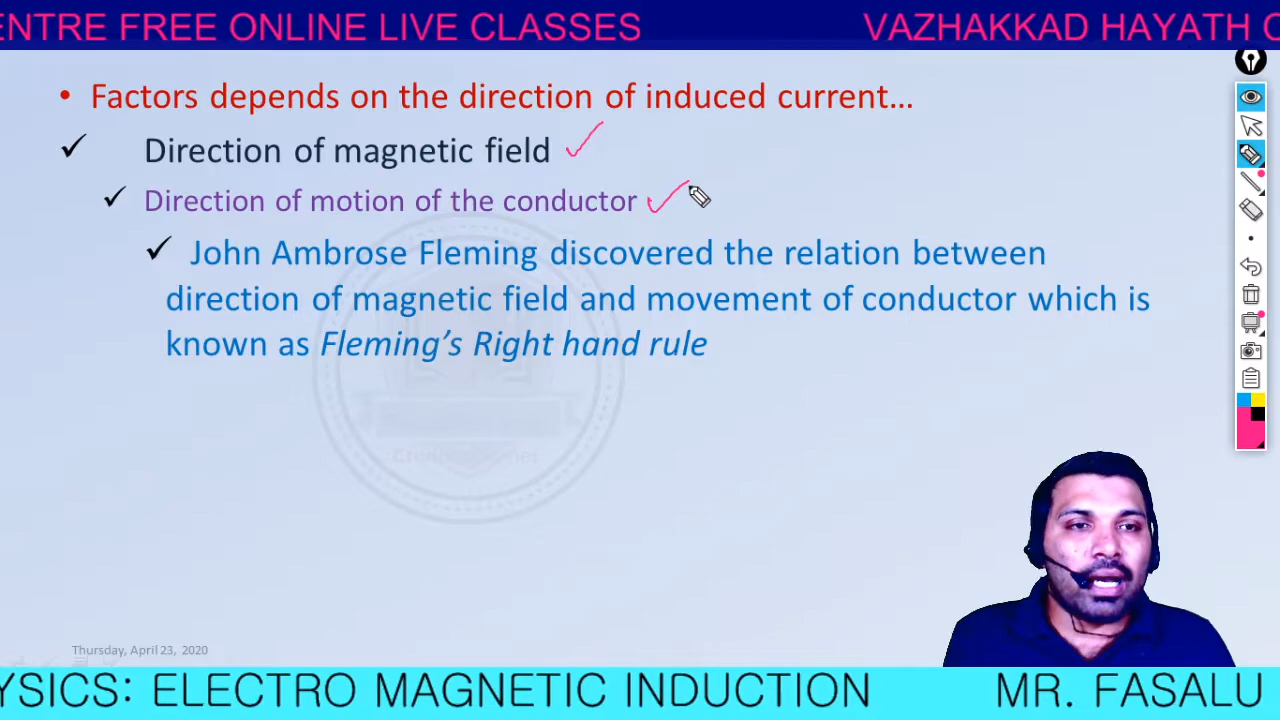 ENTRE FREE ONLINE LIVE CLASSES VAZHAKKAD HAYATH C
• Factors depends on the direction of induced current...
✓ Direction of magnetic field
✓ Direction of motion of the conductor
✓ John Ambrose Fleming discovered the relation between
direction of magnetic field and movement of conductor which is
known as Fleming's Right hand rule
Thursday, April 23, 2020
YSICS: ELECTRO MAGNETIC INDUCTION MR. FASALU